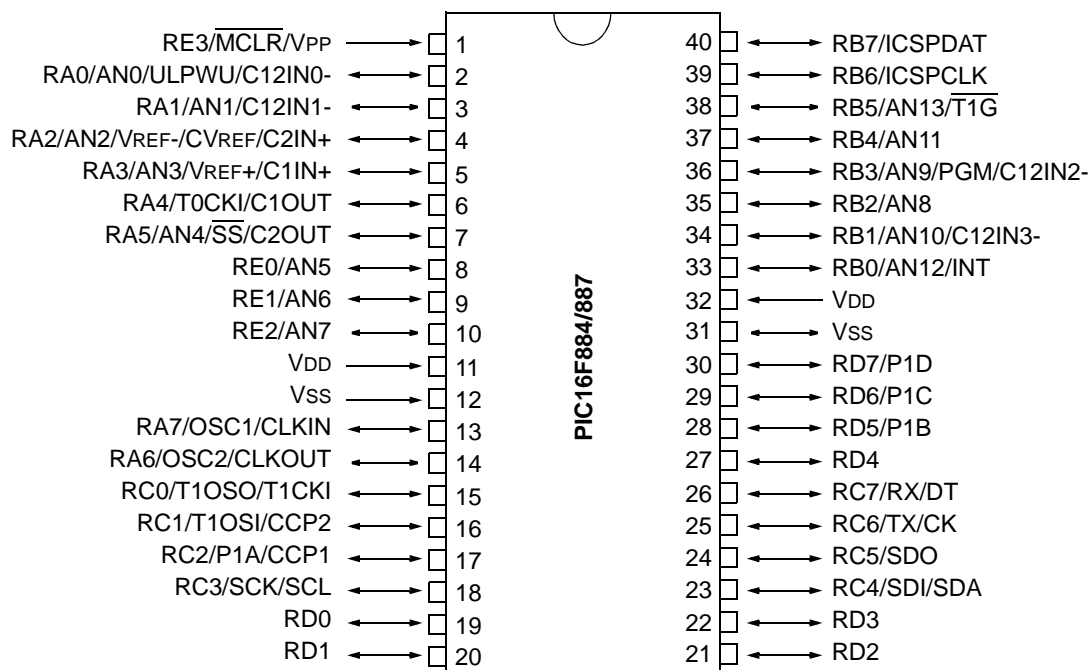 RE3/MCLR/VPP 1
RA0/AN0/ULPWU/C12IN0- 2
RA1/AN1/C12IN1- 3
RA2/AN2/VREF-/CVREF/C2IN+ 4
RA3/AN3/VREF+/C1IN+ 5
RA4/T0CKI/C1OUT 6
RA5/AN4/SS/C2OUT 7
RE0/AN5 8
RE1/AN6 9
RE2/AN7 10
VDD 11
VSS 12
RA7/OSC1/CLKIN 13
RA6/OSC2/CLKOUT 14
RC0/T1OSO/T1CKI 15
RC1/T1OSI/CCP2 16
RC2/P1A/CCP1 17
RC3/SCK/SCL 18
RD0 19
RD1 20
PIC16F884/887
40 RB7/ICSPDAT
39 RB6/ICSPCLK
38 RB5/AN13/T1G
37 RB4/AN11
36 RB3/AN9/PGM/C12IN2-
35 RB2/AN8
34 RB1/AN10/C12IN3-
33 RB0/AN12/INT
32 VDD
31 VSS
30 RD7/P1D
29 RD6/P1C
28 RD5/P1B
27 RD4
26 RC7/RX/DT
25 RC6/TX/CK
24 RC5/SDO
23 RC4/SDI/SDA
22 RD3
21 RD2